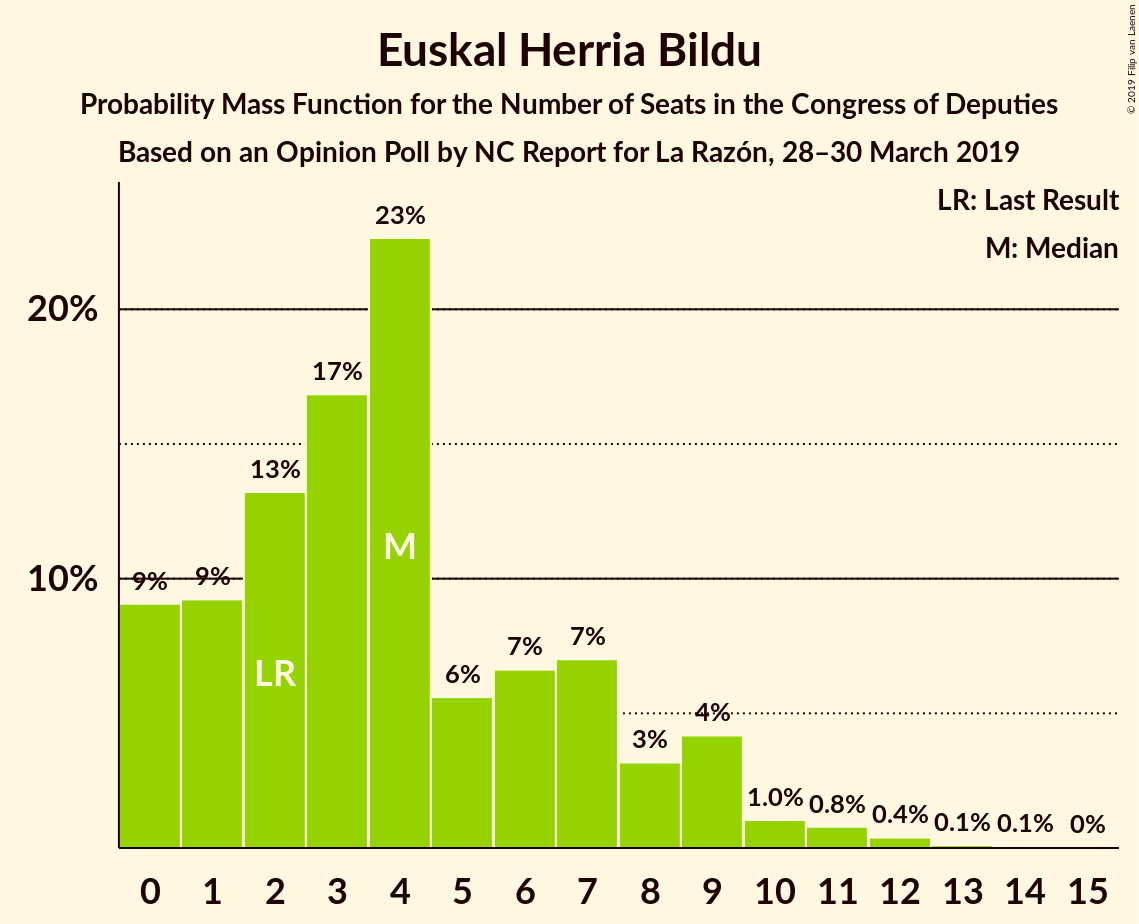 Euskal Herria Bildu
Probability Mass Function for the Number of Seats in the Congress of Deputies
Based on an Opinion Poll by NC Report for La Razón, 28–30 March 2019
© 2019 Filip van Laenen
LR: Last Result
M: Median
20%
10%
9%
9%
13%
17%
23%
6%
7%
7%
3%
4%
1.0%
0.8%
0.4%
0.1%
0.1%
0%
LR
M
0 1 2 3 4 5 6 7 8 9 10 11 12 13 14 15